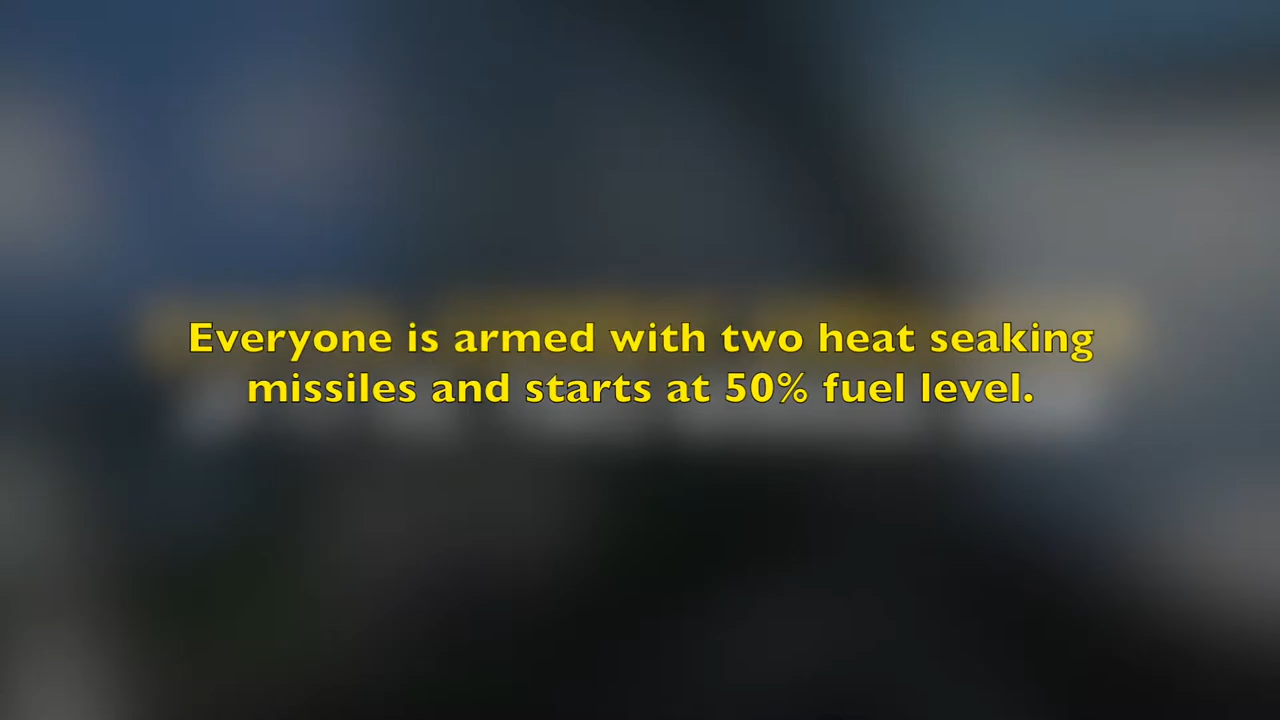 Everyone is armed with two heat seaking
missiles and starts at 50% fuel level.